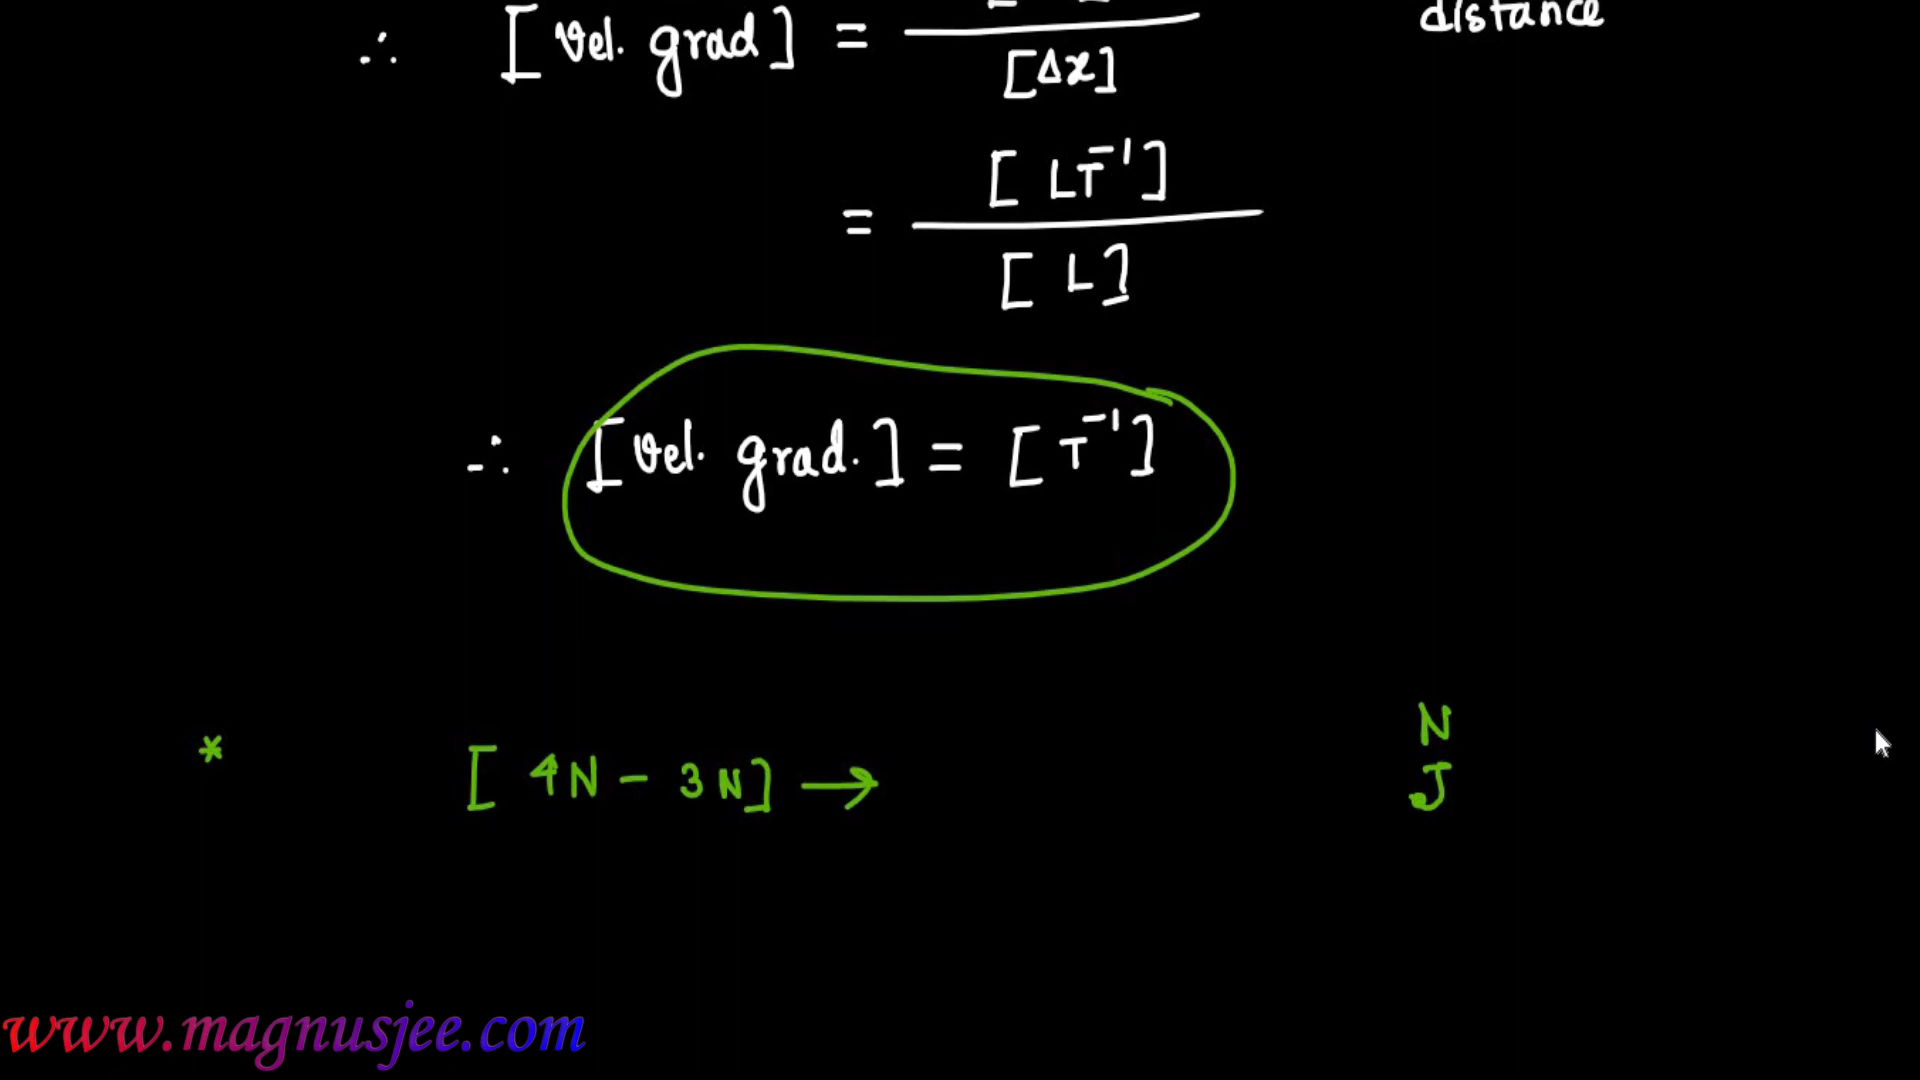 distance
∴ [vel. grad] = ―――
[Δx]
= [LT⁻¹]
[L]
∴ [vel. grad.] = [T⁻¹]
N
* [4N – 3N] →
J
www.magnusjee.com